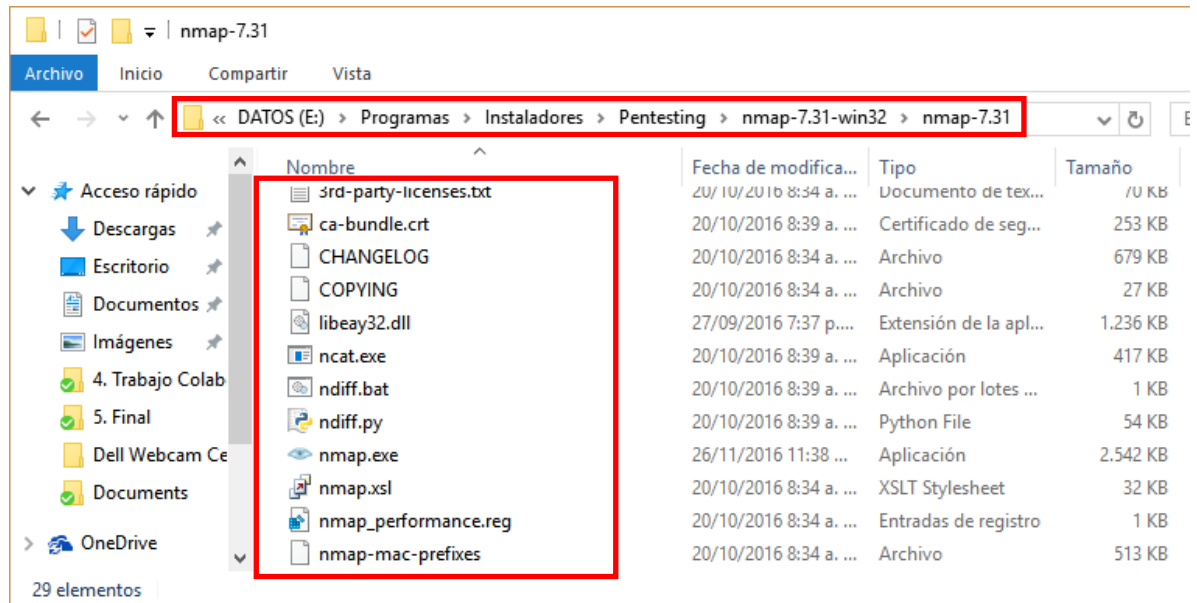 nmap-7.31
Archivo Inicio Compartir Vista
« DATOS (E:) > Programas > Instaladores > Pentesting > nmap-7.31-win32 > nmap-7.31
Nombre Fecha de modifica... Tipo Tamaño
Acceso rápido
Descargas
Escritorio
Documentos
Imágenes
4. Trabajo Colab
5. Final
Dell Webcam Ce
Documents
OneDrive
3rd-party-licenses.txt 20/10/2016 8:34 a. ... Documento de tex... 70 KB
ca-bundle.crt 20/10/2016 8:39 a. ... Certificado de seg... 253 KB
CHANGELOG 20/10/2016 8:34 a. ... Archivo 679 KB
COPYING 20/10/2016 8:34 a. ... Archivo 27 KB
libeay32.dll 27/09/2016 7:37 p.... Extensión de la apl... 1.236 KB
ncat.exe 20/10/2016 8:39 a. ... Aplicación 417 KB
ndiff.bat 20/10/2016 8:39 a. ... Archivo por lotes ... 1 KB
ndiff.py 20/10/2016 8:39 a. ... Python File 54 KB
nmap.exe 26/11/2016 11:38 ... Aplicación 2.542 KB
nmap.xsl 20/10/2016 8:34 a. ... XSLT Stylesheet 32 KB
nmap_performance.reg 20/10/2016 8:34 a. ... Entradas de registro 1 KB
nmap-mac-prefixes 20/10/2016 8:34 a. ... Archivo 513 KB
29 elementos